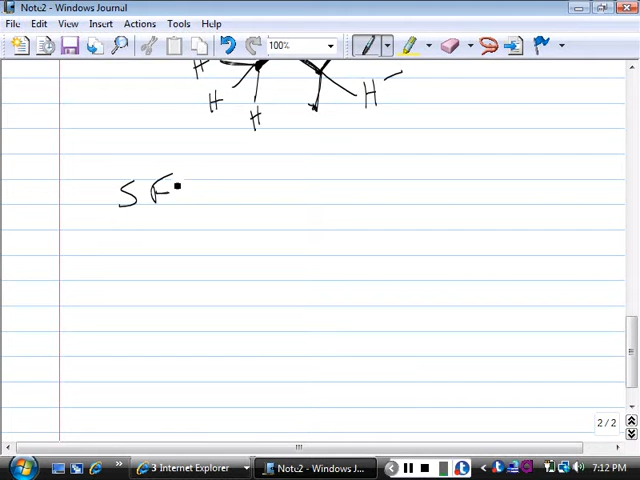 Note2 - Windows Journal
File Edit View Insert Actions Tools Help
100%
H
H
H
H
S F
2 / 2
3 Internet Explorer
Note2 - Windows J...
7:12 PM